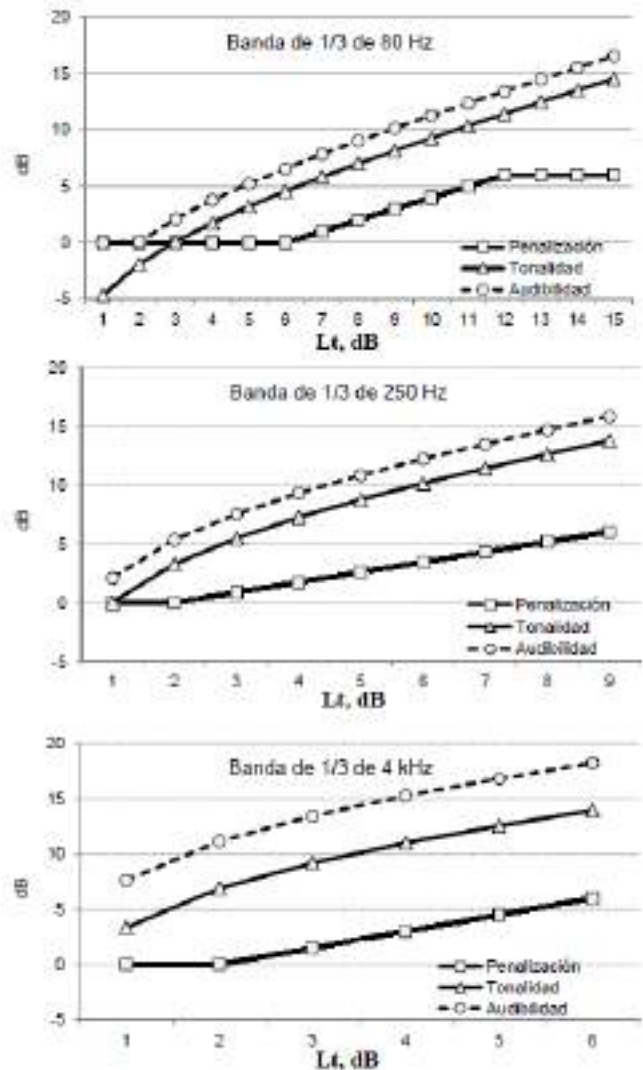 20
Banda de 1/3 de 80 Hz
15
10
dB
5
0
Penalización
Tonalidad
Audibilidad
-5
1 2 3 4 5 6 7 8 9 10 11 12 13 14 15
Lt, dB
20
Banda de 1/3 de 250 Hz
15
10
dB
5
0
Penalización
Tonalidad
Audibilidad
-5
1 2 3 4 5 6 7 8 9
Lt, dB
20
Banda de 1/3 de 4 kHz
15
10
dB
5
0
Penalización
Tonalidad
Audibilidad
-5
1 2 3 4 5 6
Lt, dB